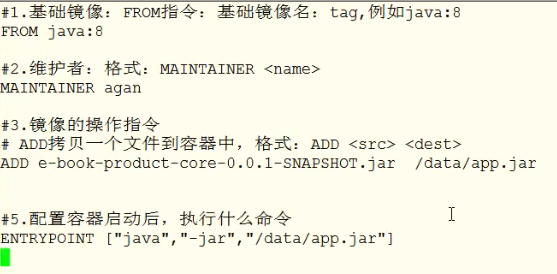 #1.基础镜像：FROM指令：基础镜像名：tag,例如java:8
FROM java:8
#2.维护者：格式：MAINTAINER <name>
MAINTAINER agan
#3.镜像的操作指令
# ADD拷贝一个文件到容器中，格式：ADD <src> <dest>
ADD e-book-product-core-0.0.1-SNAPSHOT.jar  /data/app.jar
#5.配置容器启动后，执行什么命令
ENTRYPOINT ["java","-jar","/data/app.jar"]